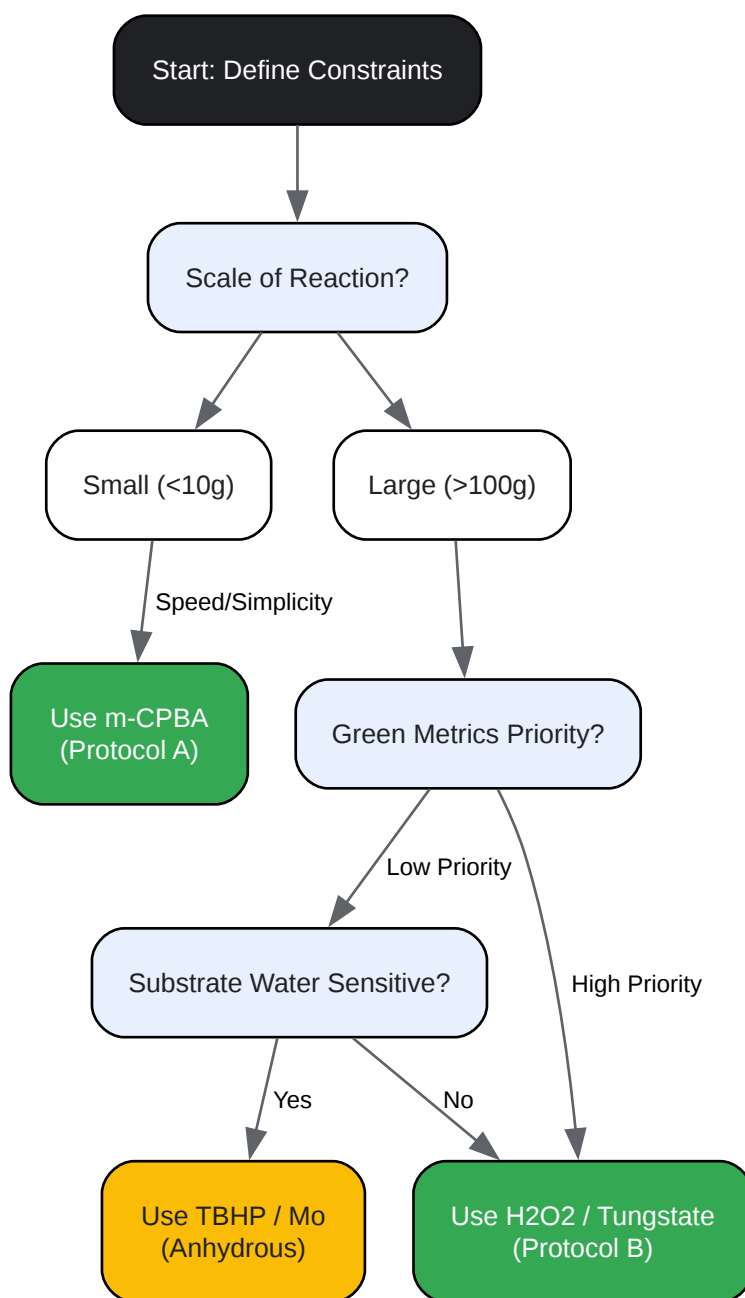 Start: Define Constraints
Scale of Reaction?
Small (<10g)
Large (>100g)
Speed/Simplicity
Use m-CPBA
(Protocol A)
Green Metrics Priority?
Low Priority
Substrate Water Sensitive?
High Priority
Yes
No
Use TBHP / Mo
(Anhydrous)
Use H2O2 / Tungstate
(Protocol B)